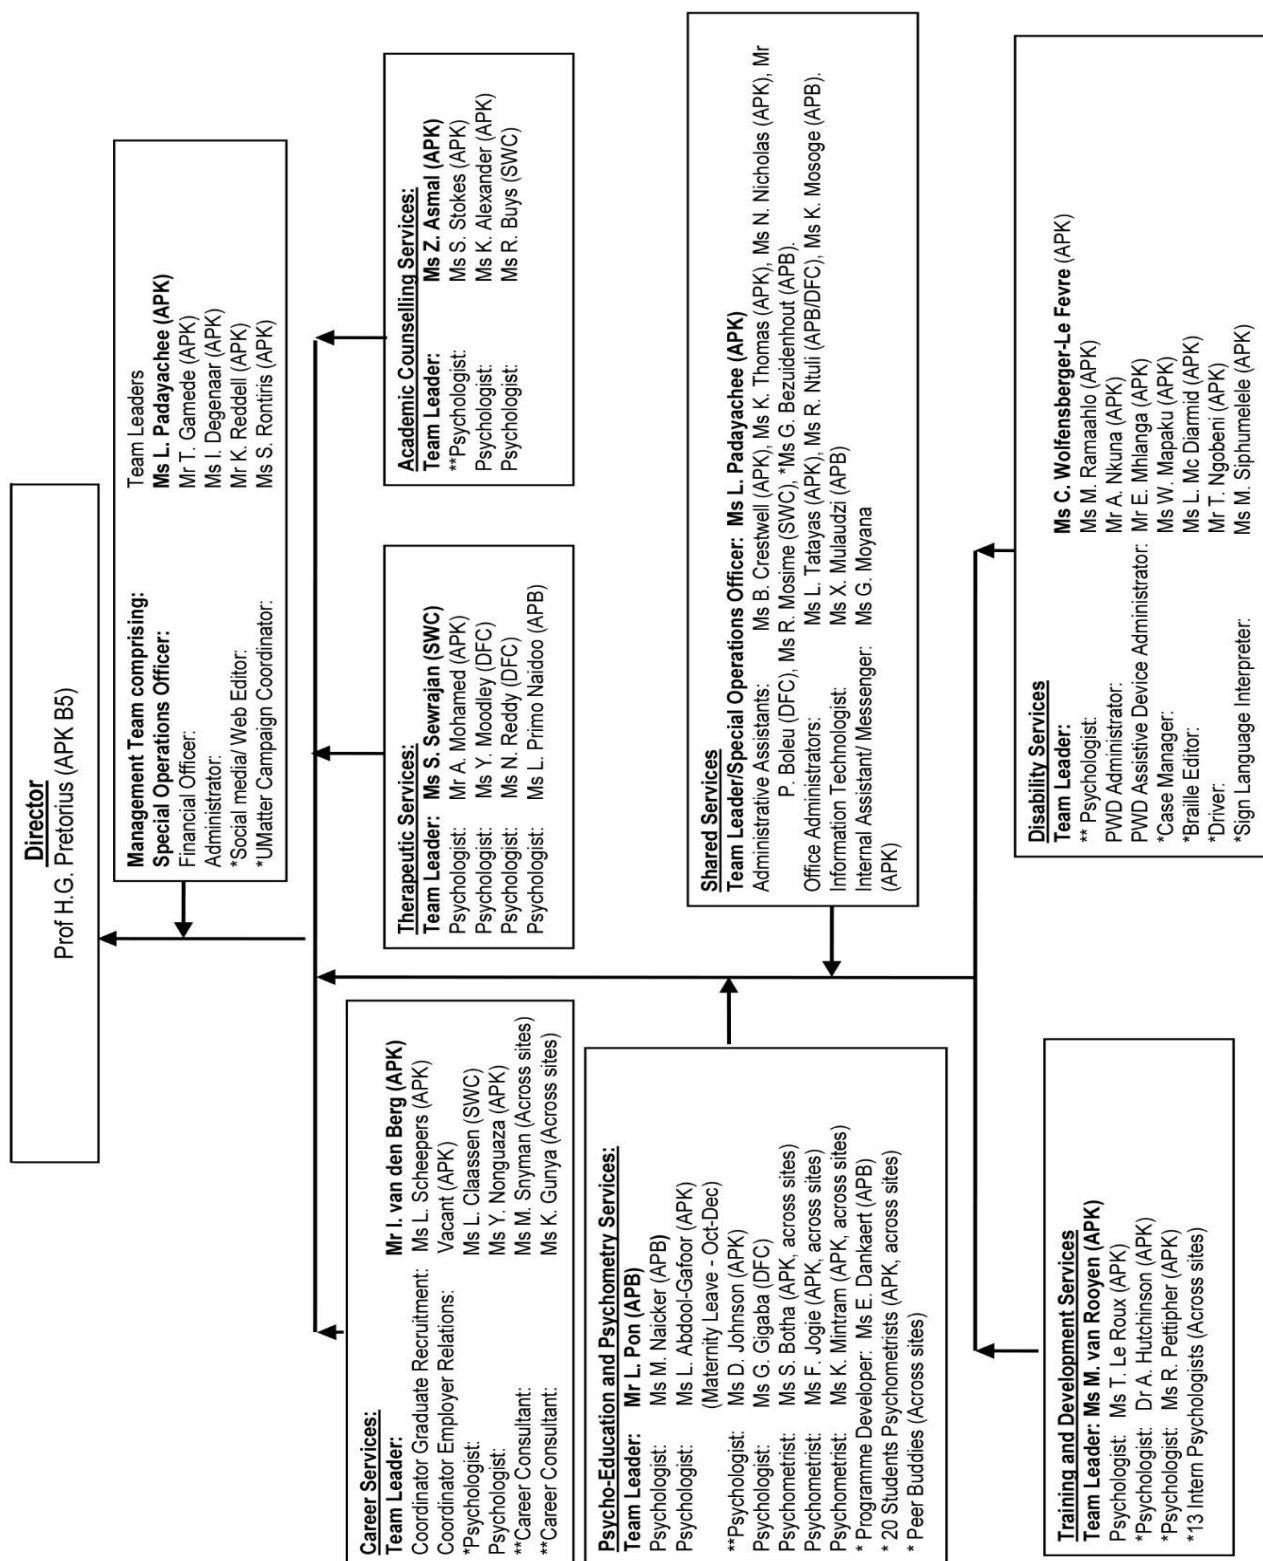 Director
Prof H.G. Pretorius (APK B5)
Management Team comprising: Team Leaders
Special Operations Officer: Ms L. Padayachee (APK)
Financial Officer: Mr T. Gamede (APK)
Administrator: Ms I. Degenaar (APK)
*Social media/ Web Editor: Mr K. Reddell (APK)
*UMatter Campaign Coordinator: Ms S. Rontiris (APK)
Career Services:
Team Leader: Mr I. van den Berg (APK)
Coordinator Graduate Recruitment: Ms L. Scheepers (APK)
Coordinator Employer Relations: Vacant (APK)
*Psychologist: Ms L. Claassen (SWC)
Psychologist: Ms Y. Nonguaza (APK)
**Career Consultant: Ms M. Snyman (Across sites)
**Career Consultant: Ms K. Gunya (Across sites)
Therapeutic Services:
Team Leader: Ms S. Sewrajan (SWC)
Psychologist: Mr A. Mohamed (APK)
Psychologist: Ms Y. Moodley (DFC)
Psychologist: Ms N. Reddy (DFC)
Psychologist: Ms L. Primo Naidoo (APB)
Academic Counselling Services:
Team Leader: Ms Z. Asmal (APK)
**Psychologist: Ms S. Stokes (APK)
Psychologist: Ms K. Alexander (APK)
Psychologist: Ms R. Buys (SWC)
Psycho-Education and Psychometry Services:
Team Leader: Mr L. Pon (APB)
Psychologist: Ms M. Naicker (APB)
Psychologist: Ms L. Abdool-Gafoor (APK)
(Maternity Leave - Oct-Dec)
**Psychologist: Ms D. Johnson (APK)
Psychologist: Ms G. Gigaba (DFC)
Psychometrist: Ms S. Botha (APK, across sites)
Psychometrist: Ms F. Jogie (APK, across sites)
Psychometrist: Ms K. Mintram (APK, across sites)
* Programme Developer: Ms E. Dankaert (APB)
* 20 Students Psychometrists (APK, across sites)
* Peer Buddies (Across sites)
Shared Services
Team Leader/Special Operations Officer: Ms L. Padayachee (APK)
Administrative Assistants: Ms B. Crestwell (APK), Ms K. Thomas (APK), Ms N. Nicholas (APK), Mr
P. Boleu (DFC), Ms R. Mosime (SWC), *Ms G. Bezuidenhout (APB).
Office Administrators: Ms L. Tatayas (APK), Ms R. Ntuli (APB/DFC), Ms K. Mosoge (APB).
Information Technologist: Ms X. Mulaudzi (APB)
Internal Assistant/ Messenger: Ms G. Moyana
(APK)
Training and Development Services
Team Leader: Ms M. van Rooyen (APK)
Psychologist: Ms T. Le Roux (APK)
*Psychologist: Dr A. Hutchinson (APK)
*Psychologist: Ms R. Pettipher (APK)
*13 Intern Psychologists (Across sites)
Disability Services
Team Leader: Ms C. Wolfensberger-Le Fevre (APK)
** Psychologist: Ms M. Ramaahlo (APK)
PWD Administrator: Mr A. Nkuna (APK)
PWD Assistive Device Administrator: Mr E. Mhlanga (APK)
*Case Manager: Ms W. Mapaku (APK)
*Braille Editor: Ms L. Mc Diarmid (APK)
*Driver: Mr T. Ngobeni (APK)
*Sign Language Interpreter: Ms M. Siphumelele (APK)